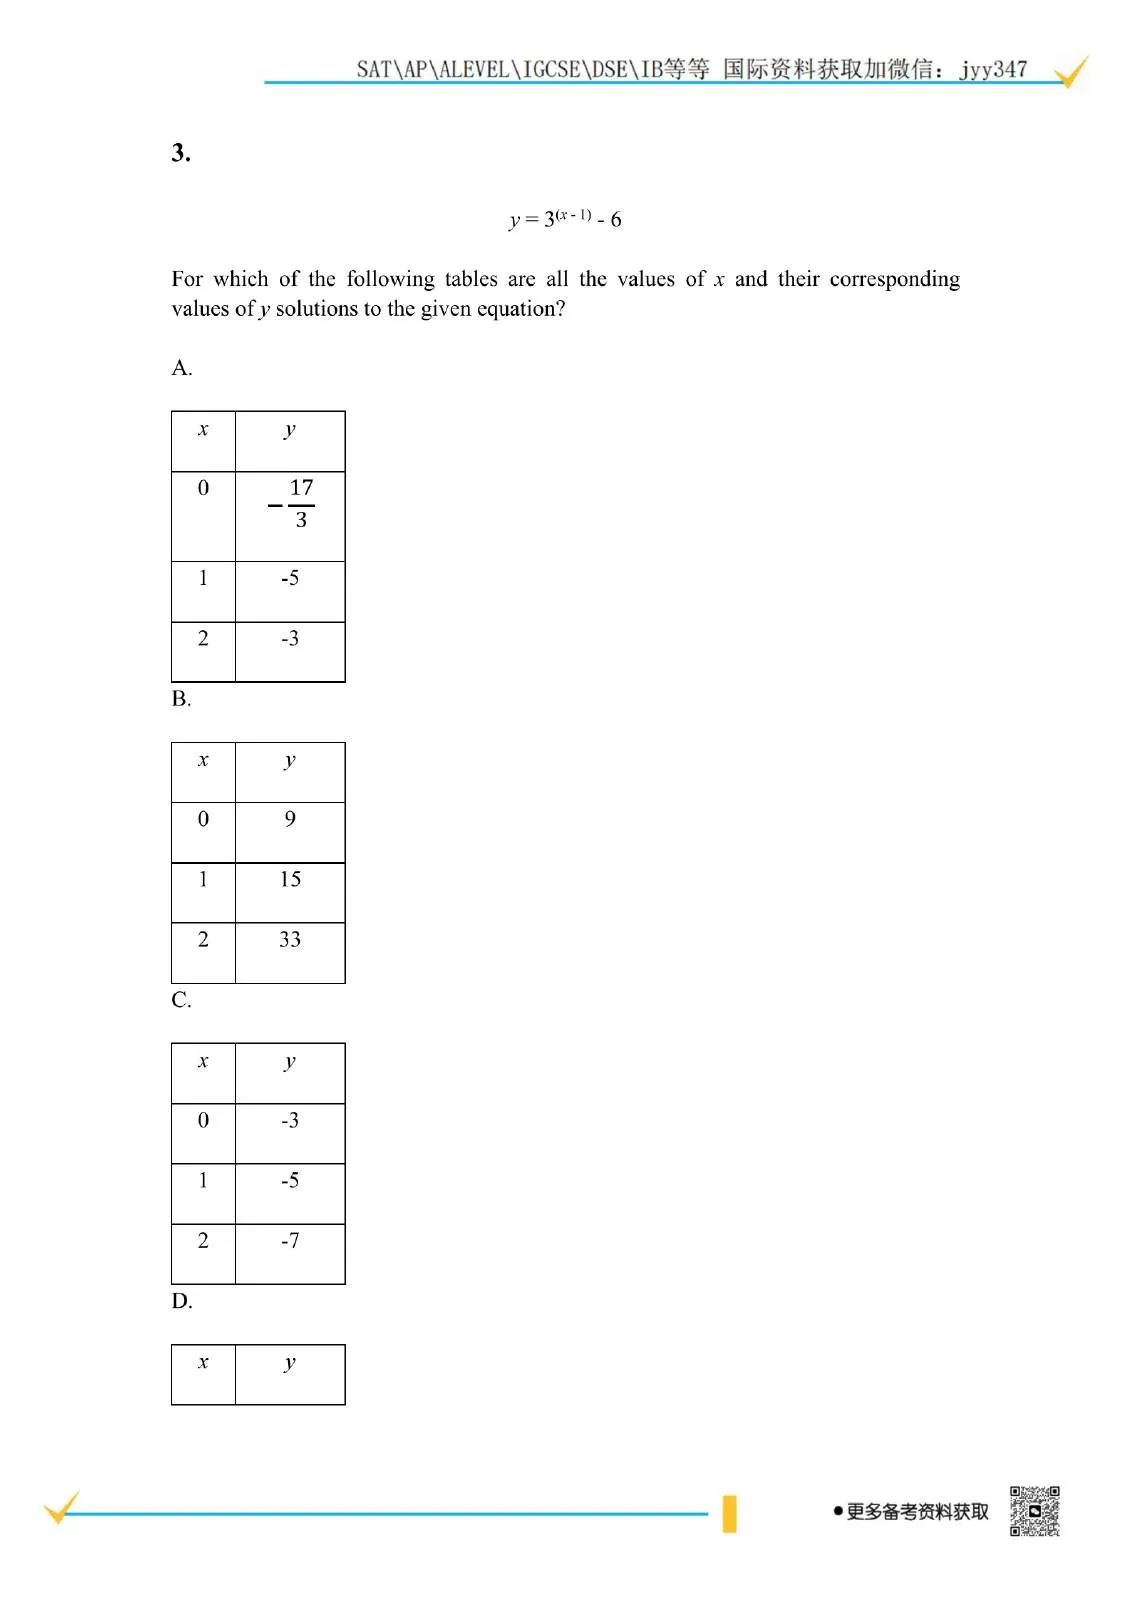 SAT\AP\ALEVEL\IGCSE\DSE\IB等等 国际资料获取加微信：jyy347
3.
y = 3^(x - 1) - 6
For which of the following tables are all the values of x and their corresponding
values of y solutions to the given equation?
A.
x y
0 -17/3
1 -5
2 -3
B.
x y
0 9
1 15
2 33
C.
x y
0 -3
1 -5
2 -7
D.
x y
●更多备考资料获取